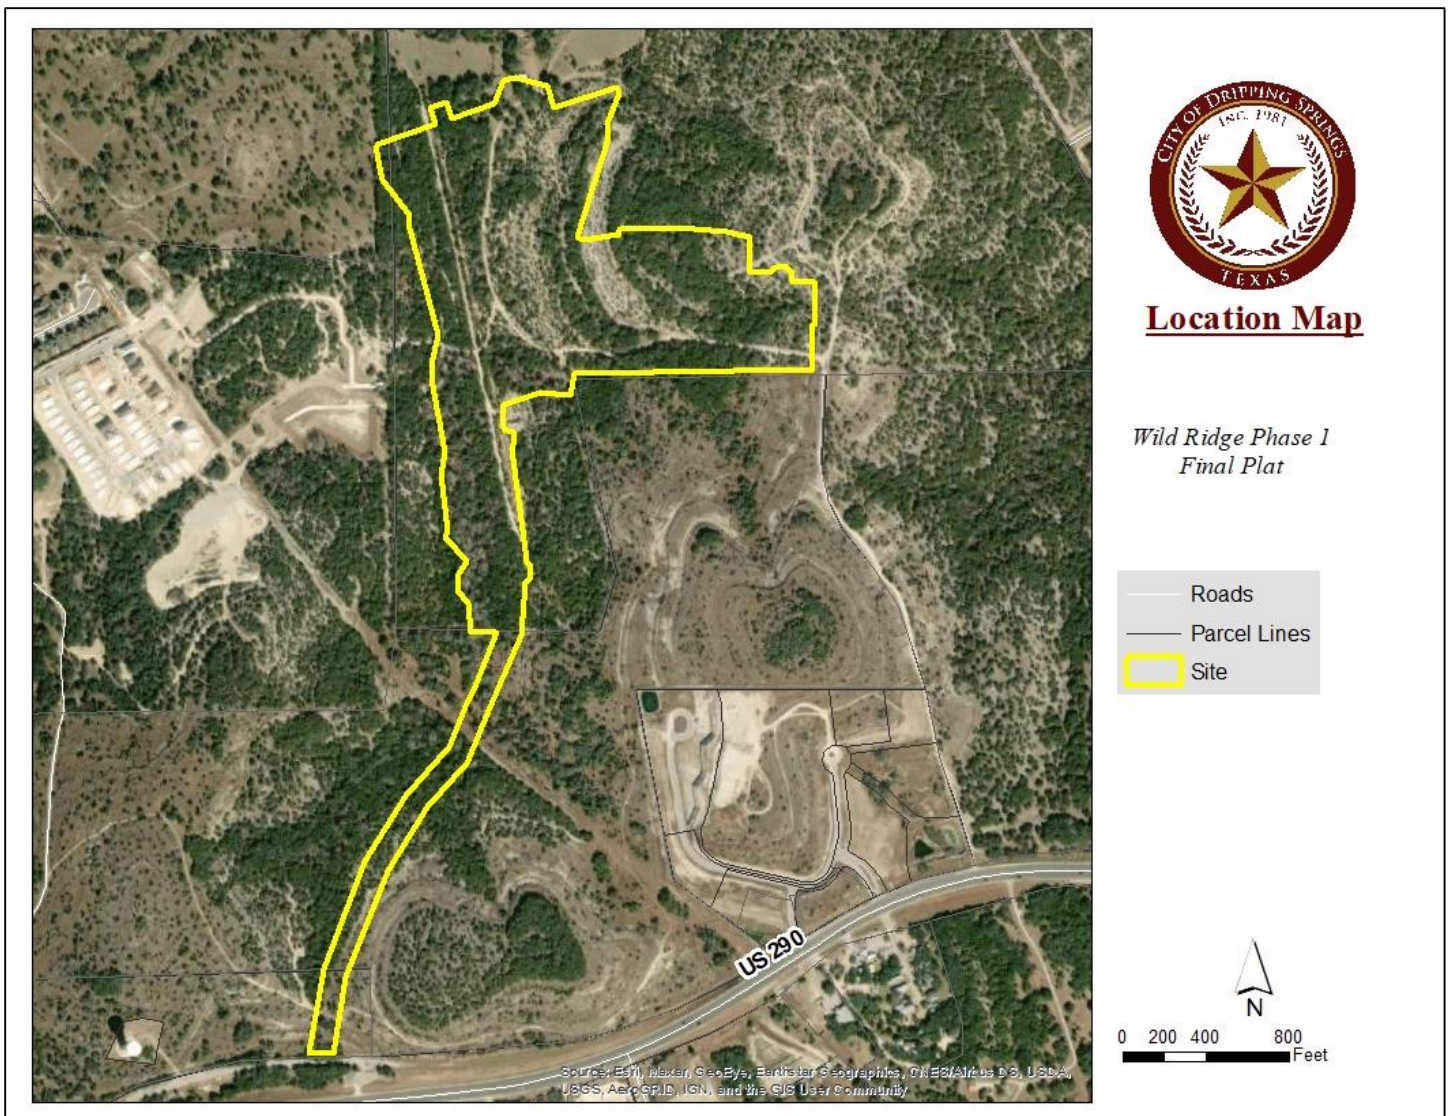 CITY OF DRIPPING SPRINGS
INC. 1981
TEXAS
Location Map
Wild Ridge Phase 1
Final Plat
Roads
Parcel Lines
Site
US 290
N
0 200 400 800
Feet
Source: Esri, Maxar, GeoEye, Earthstar Geographics, CNES/Airbus DS, USDA,
USGS, AeroGRID, IGN, and the GIS User Community